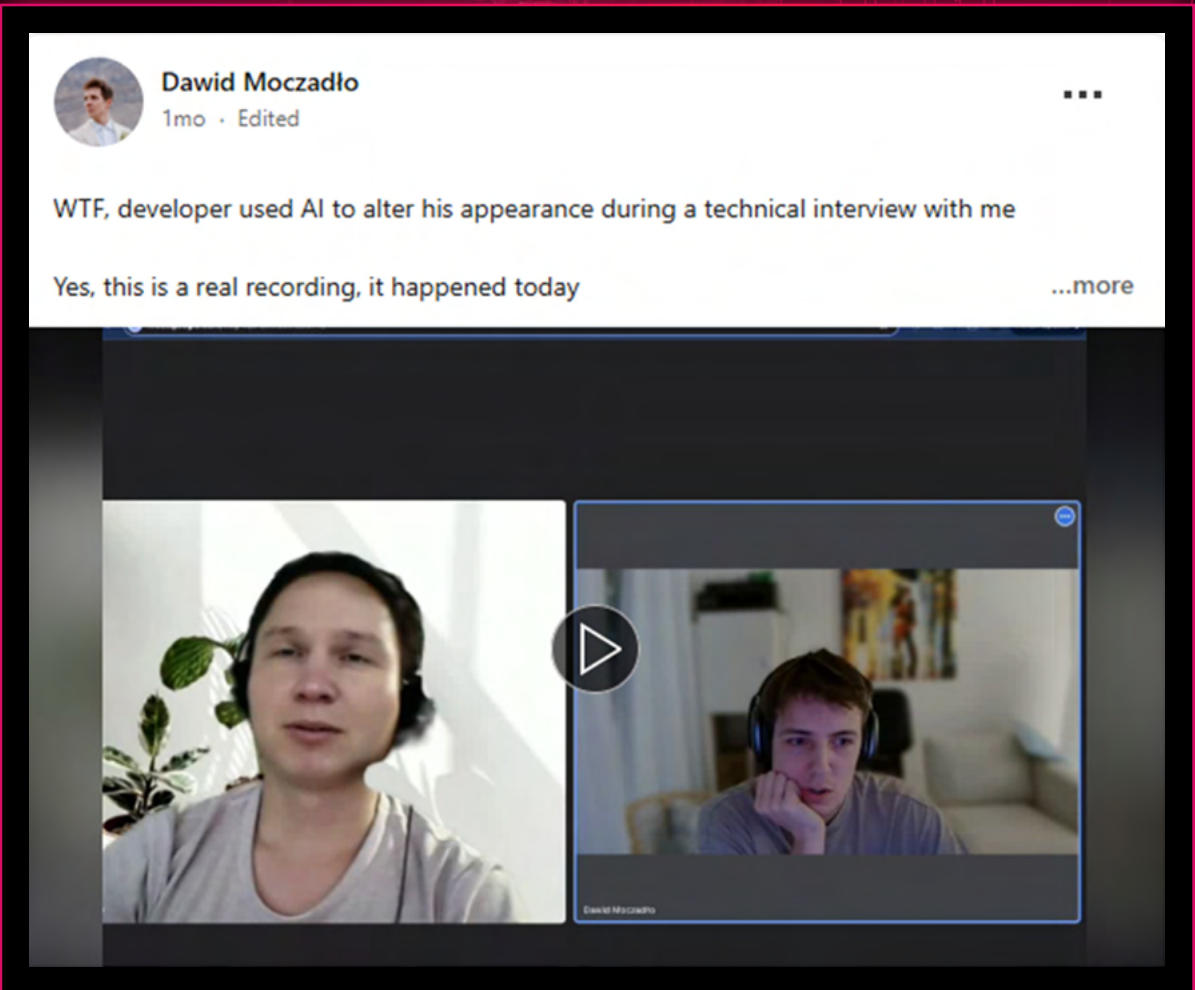 Dawid Moczadło
1mo · Edited
WTF, developer used AI to alter his appearance during a technical interview with me
Yes, this is a real recording, it happened today
...more
Dawid Moczadło